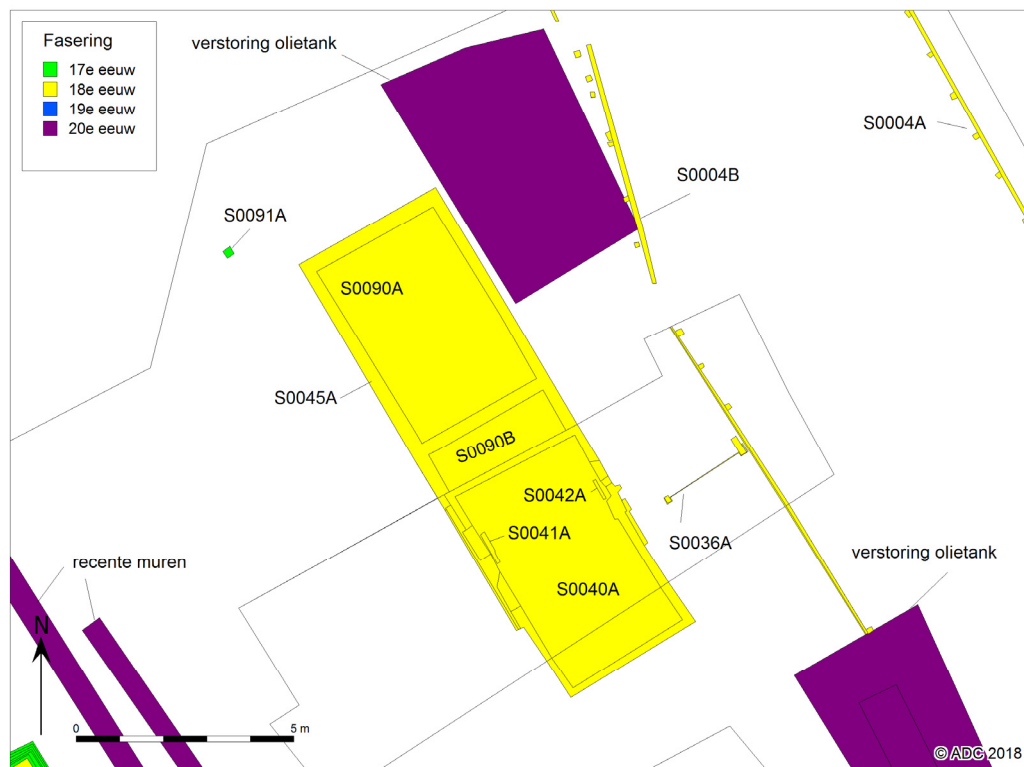 Fasering
17e eeuw
18e eeuw
19e eeuw
20e eeuw
verstoring olietank
S0004A
S0004B
S0091A
S0090A
S0045A
S0090B
S0042A
S0041A
S0036A
S0040A
verstoring olietank
recente muren
N
0 5 m
© ADC 2018